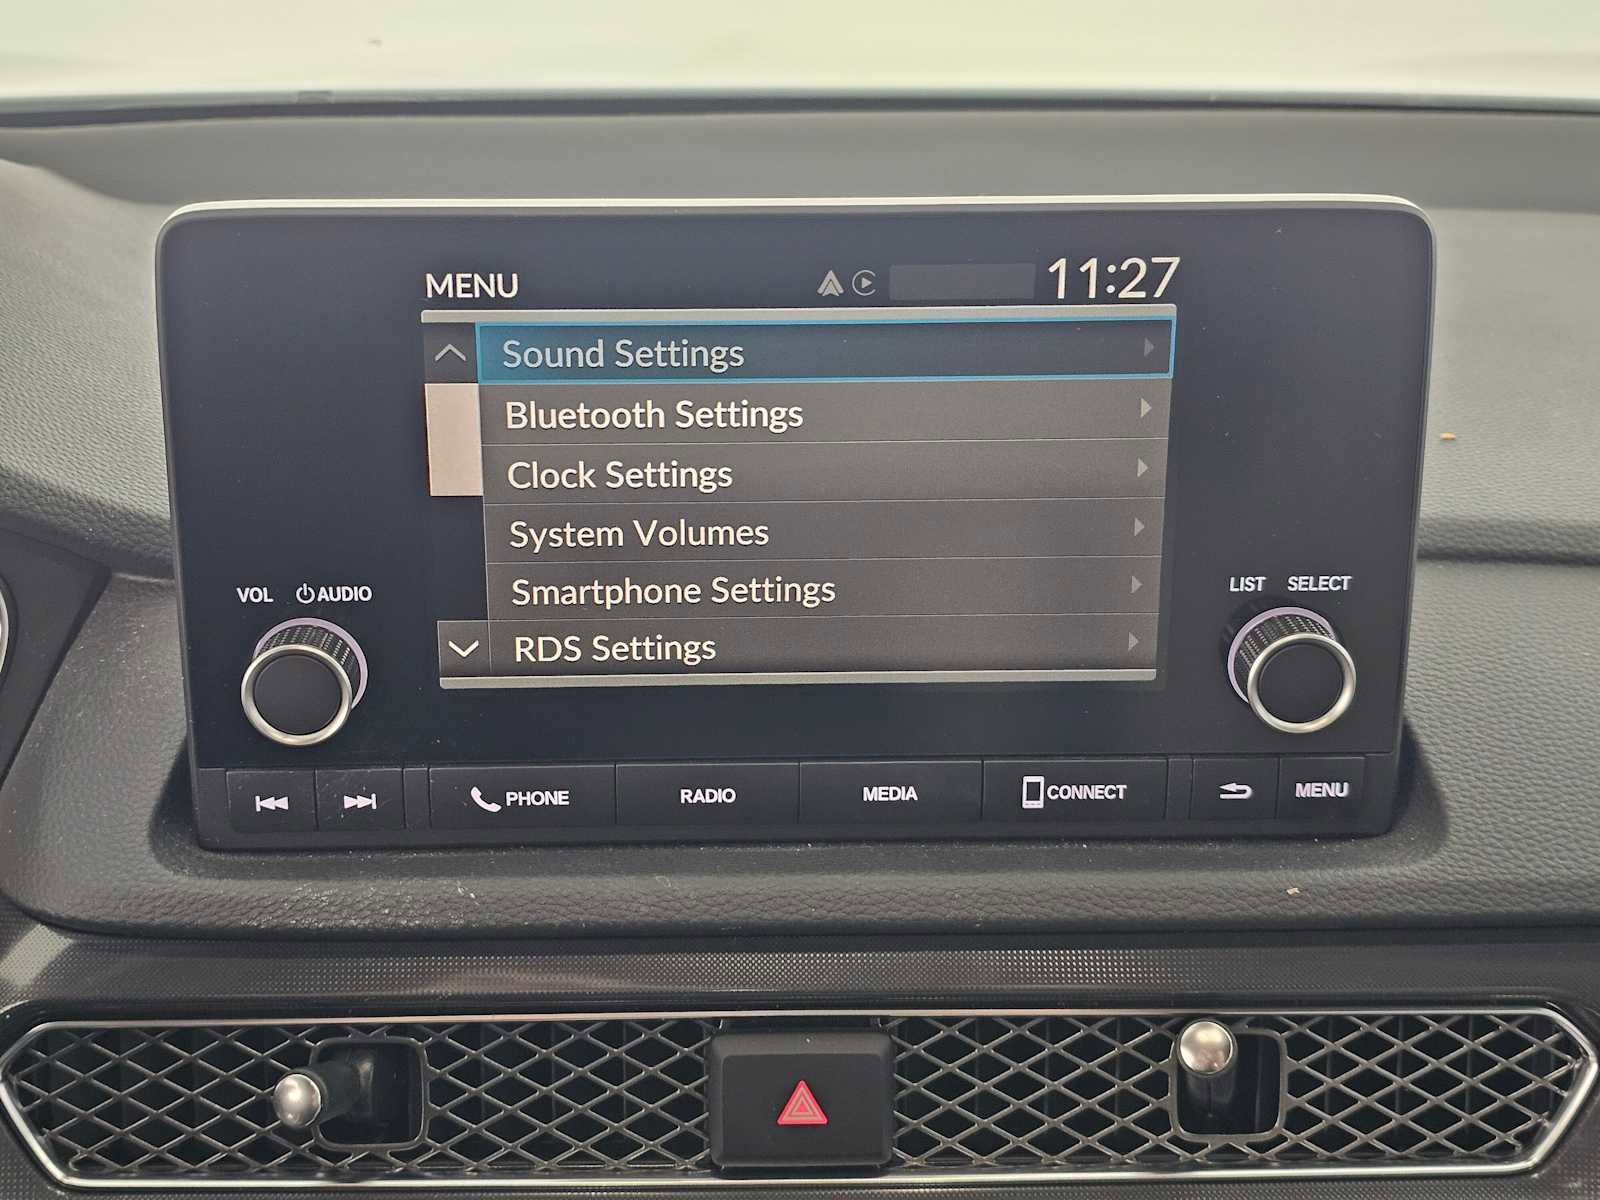 MENU 11:27
Sound Settings
Bluetooth Settings
Clock Settings
System Volumes
Smartphone Settings
RDS Settings
VOL AUDIO
LIST SELECT
PHONE RADIO MEDIA CONNECT MENU